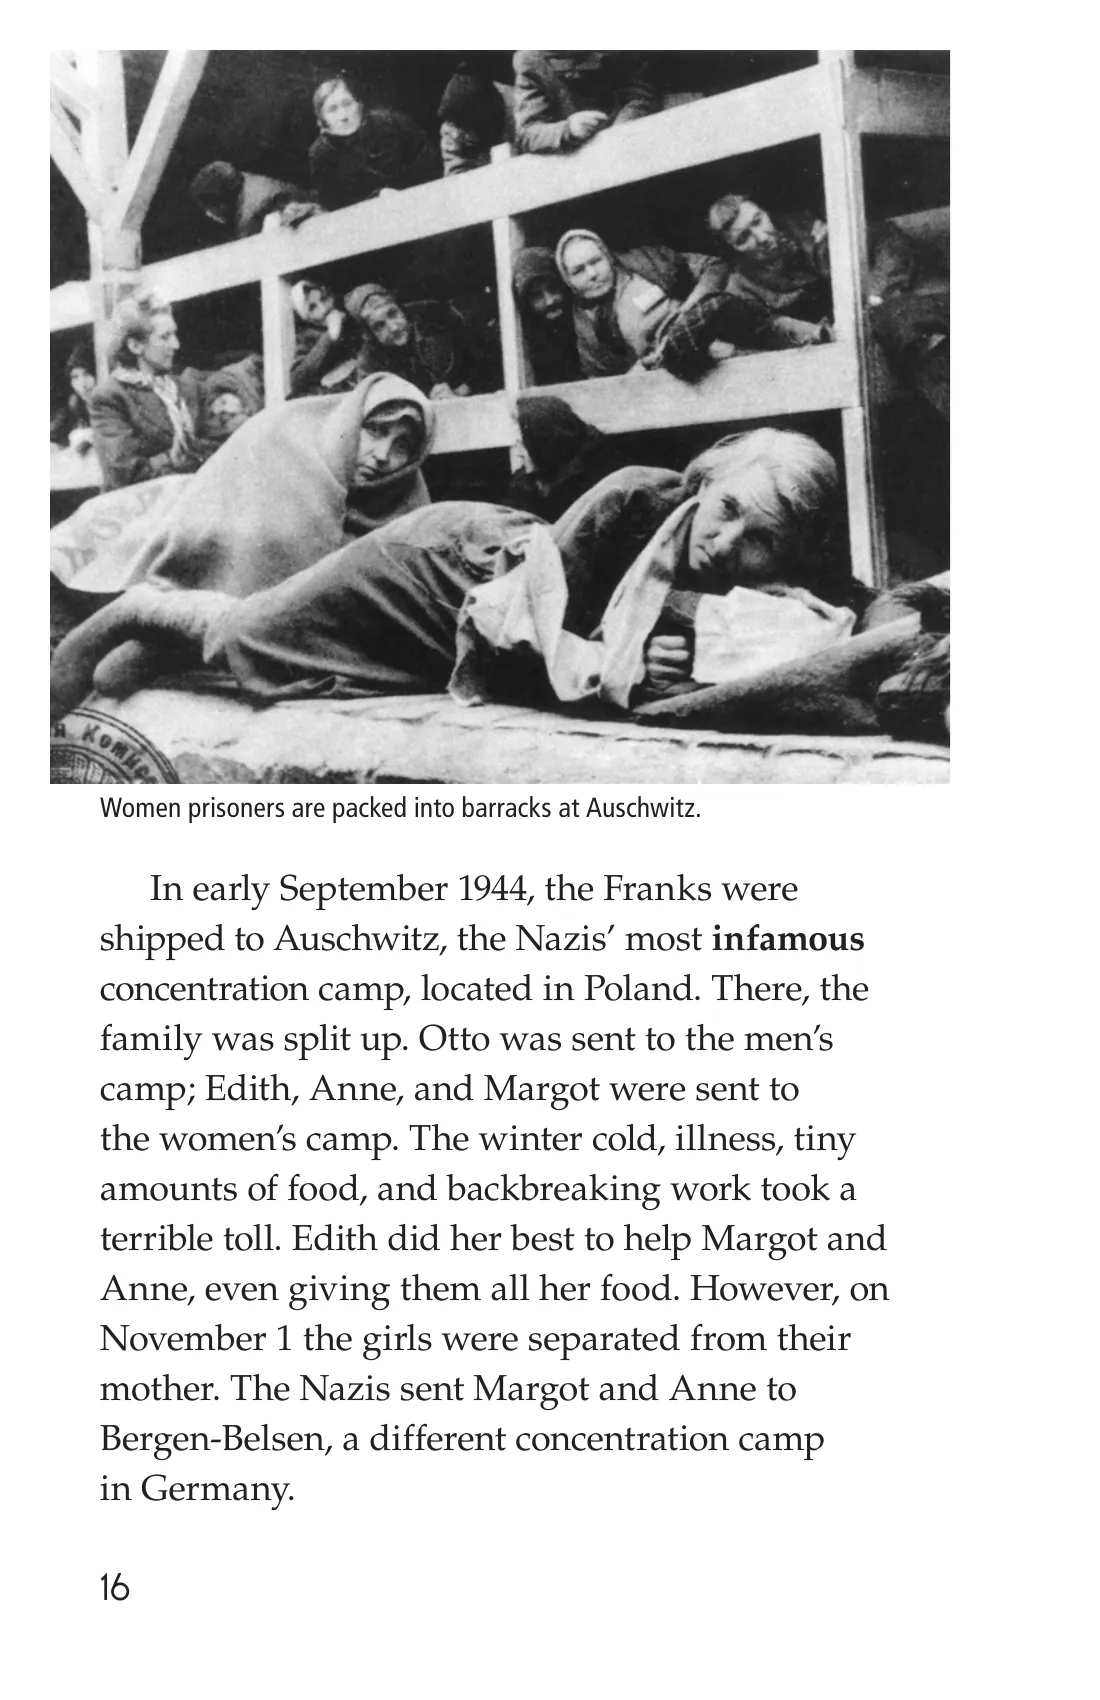 я Комисс
Women prisoners are packed into barracks at Auschwitz.
In early September 1944, the Franks were
shipped to Auschwitz, the Nazis’ most infamous
concentration camp, located in Poland. There, the
family was split up. Otto was sent to the men’s
camp; Edith, Anne, and Margot were sent to
the women’s camp. The winter cold, illness, tiny
amounts of food, and backbreaking work took a
terrible toll. Edith did her best to help Margot and
Anne, even giving them all her food. However, on
November 1 the girls were separated from their
mother. The Nazis sent Margot and Anne to
Bergen-Belsen, a different concentration camp
in Germany.
16